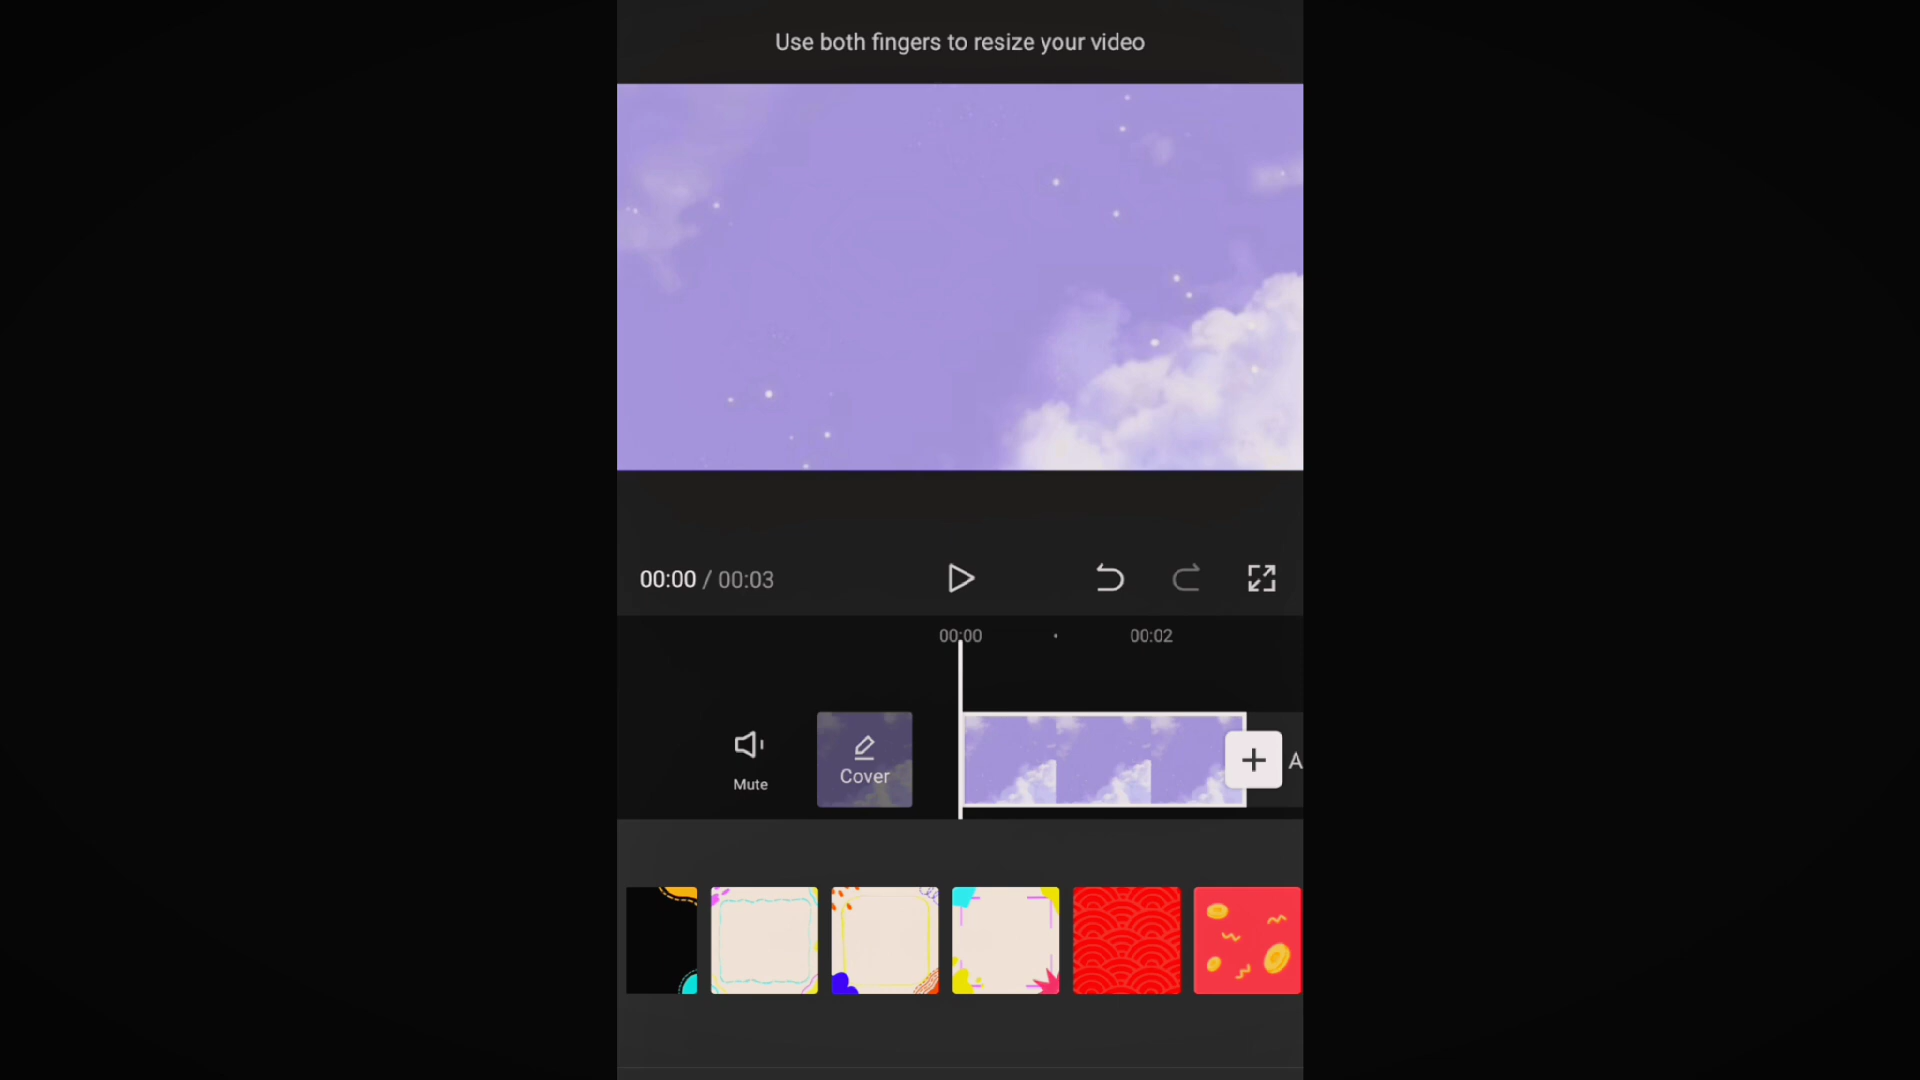 Use both fingers to resize your video
00:00 / 00:03
00:00
00:02
Mute
Cover
A